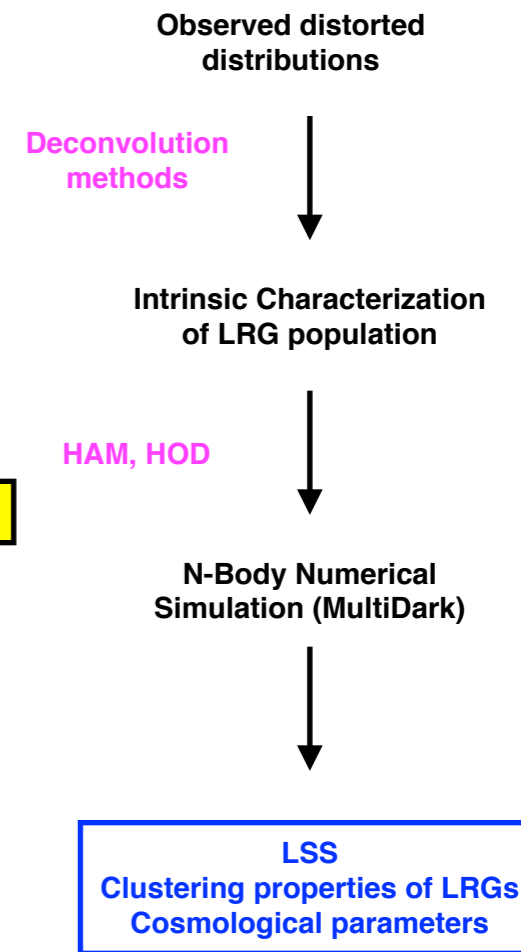 Observed distorted
distributions
Deconvolution
methods
Intrinsic Characterization
of LRG population
HAM, HOD
N-Body Numerical
Simulation (MultiDark)
LSS
Clustering properties of LRGs
Cosmological parameters